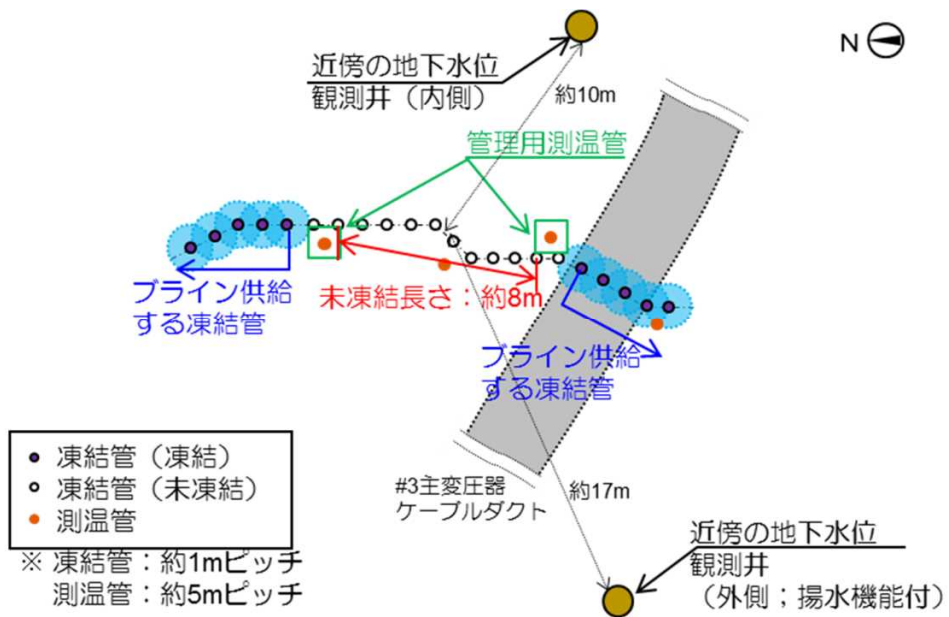 近傍の地下水位
観測井（内側）
N
約10m
管理用測温管
ブライン供給
する凍結管
未凍結長さ：約8m
ブライン供給
する凍結管
凍結管（凍結）
凍結管（未凍結）
測温管
※ 凍結管：約1mピッチ
測温管：約5mピッチ
#3主変圧器
ケーブルダクト
約17m
近傍の地下水位
観測井
（外側；揚水機能付）